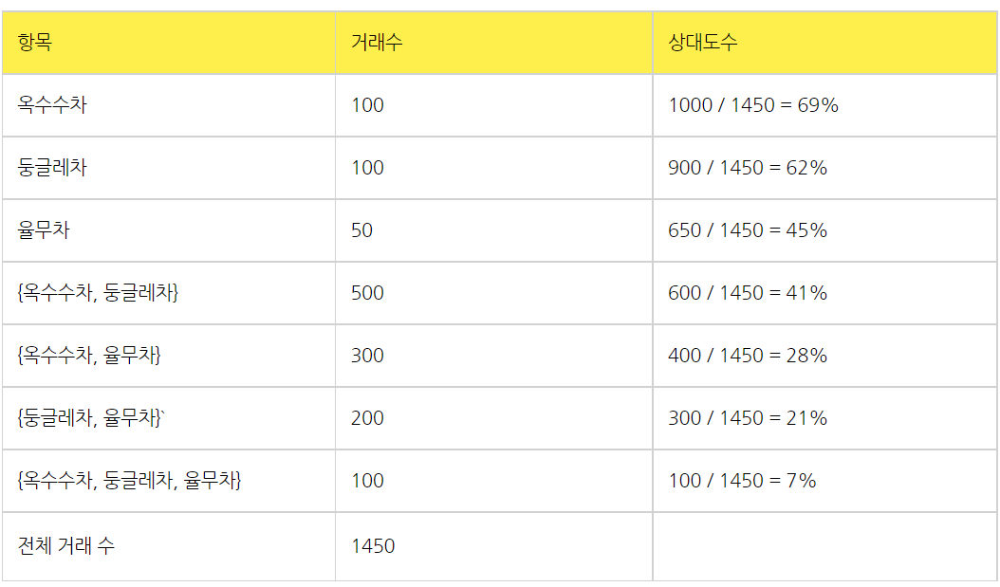 항목 거래수 상대도수
옥수수차 100 1000 / 1450 = 69%
둥글레차 100 900 / 1450 = 62%
율무차 50 650 / 1450 = 45%
{옥수수차, 둥글레차} 500 600 / 1450 = 41%
{옥수수차, 율무차} 300 400 / 1450 = 28%
{둥글레차, 율무차}` 200 300 / 1450 = 21%
{옥수수차, 둥글레차, 율무차} 100 100 / 1450 = 7%
전체 거래 수 1450